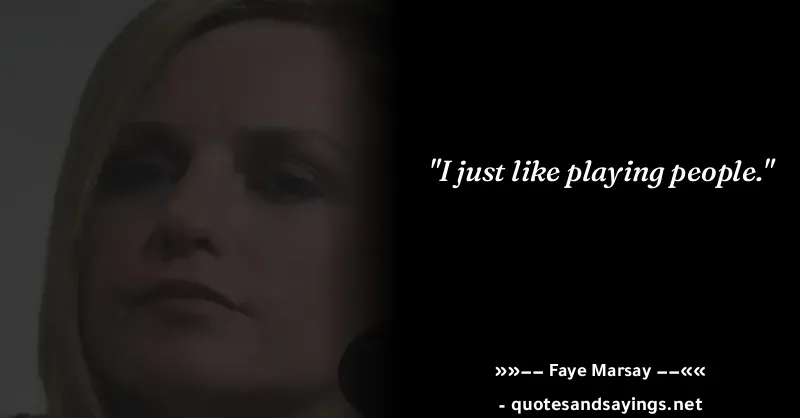 "I just like playing people."
»»–– Faye Marsay ––««
- quotesandsayings.net